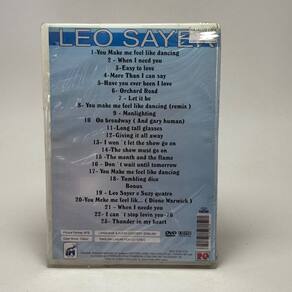 LEO SAYER
1-You Make me feel like dancing
2 - When I need you
3-Easy to love
4-More Than I can say
5-Have you ever been I love
6- Orchard Road
7 - Let it be
8- You make me feel like dancing (remix )
9 - Monlighting
10 On broadway ( And gary human)
11-Long tall glasses
12-Giving it all away
13- I won´t let the show go on
14-The show must go on
15-The month and the flame
16- Don´t wait until tomorrow
17- You Make me feel like dancing
18- Tumbling dice
Bonus
19 - Leo Sayer e Suzy quatro
20-You Make me feel lik... ( Dione Warwick )
21 - When I neede you
22 - I can´t stop lovin you-78
23- Thunder in my heart
DVD